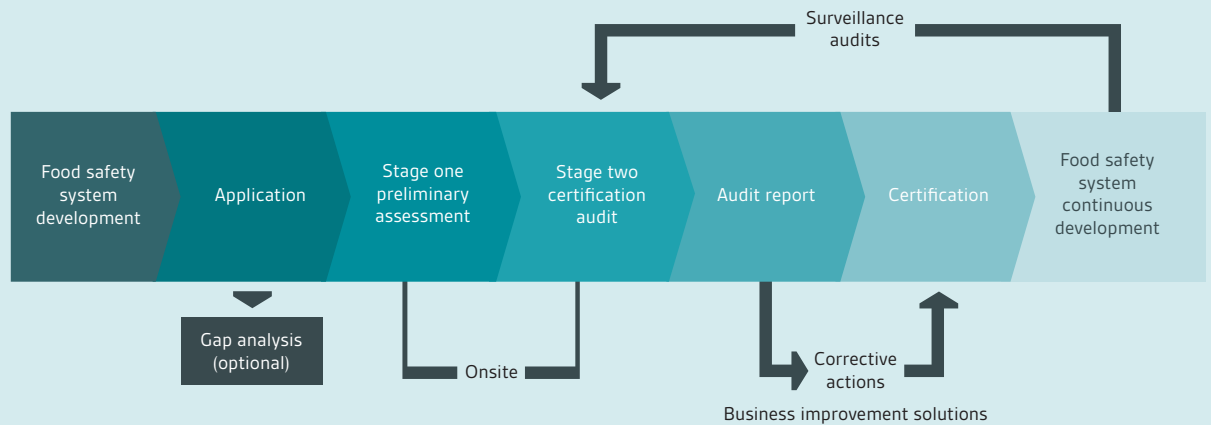 Surveillance
audits
Food safety
system
development
Application
Stage one
preliminary
assessment
Stage two
certification
audit
Audit report
Certification
Food safety
system
continuous
development
Gap analysis
(optional)
Onsite
Corrective
actions
Business improvement solutions